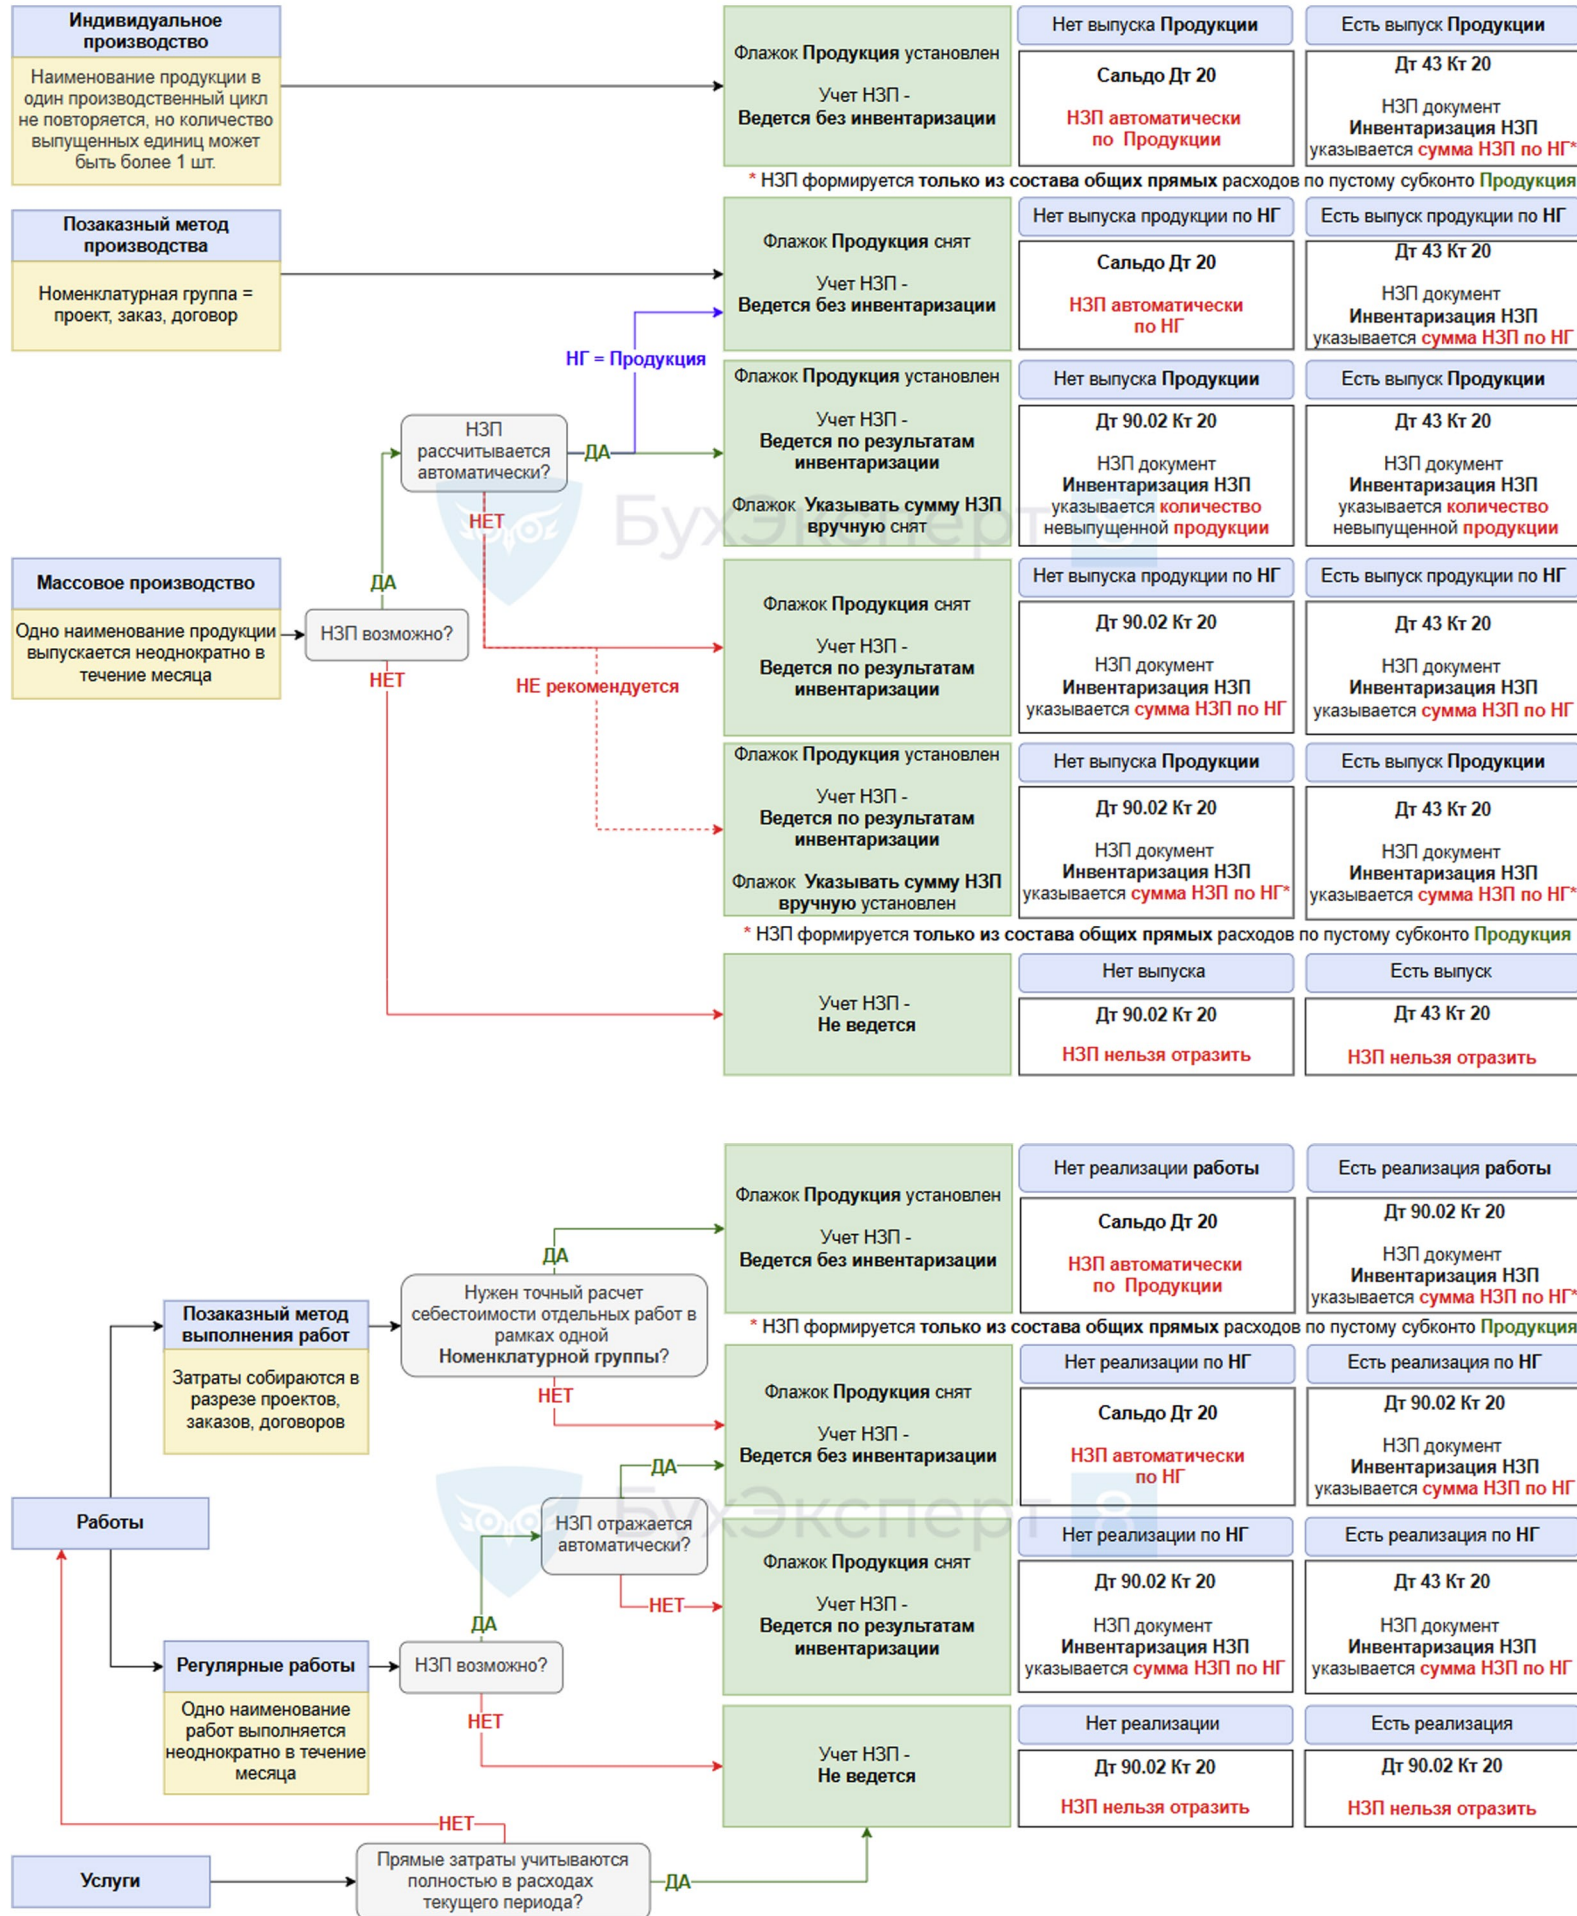 Индивидуальное
производство
Наименование продукции в
один производственный цикл
не повторяется, но количество
выпущенных единиц может
быть более 1 шт.
Флажок Продукция установлен
Учет НЗП -
Ведется без инвентаризации
Нет выпуска Продукции
Сальдо Дт 20
НЗП автоматически
по Продукции
Есть выпуск Продукции
Дт 43 Кт 20
НЗП документ
Инвентаризация НЗП
указывается сумма НЗП по НГ*
* НЗП формируется только из состава общих прямых расходов по пустому субконто Продукция
Позаказный метод
производства
Номенклатурная группа =
проект, заказ, договор
Флажок Продукция снят
Учет НЗП -
Ведется без инвентаризации
Нет выпуска продукции по НГ
Сальдо Дт 20
НЗП автоматически
по НГ
Есть выпуск продукции по НГ
Дт 43 Кт 20
НЗП документ
Инвентаризация НЗП
указывается сумма НЗП по НГ
НГ = Продукция
НЗП
рассчитывается
автоматически?
ДА
НЕТ
Флажок Продукция установлен
Учет НЗП -
Ведется по результатам
инвентаризации
Флажок Указывать сумму НЗП
вручную снят
Нет выпуска Продукции
Дт 90.02 Кт 20
НЗП документ
Инвентаризация НЗП
указывается количество
невыпущенной продукции
Есть выпуск Продукции
Дт 43 Кт 20
НЗП документ
Инвентаризация НЗП
указывается количество
невыпущенной продукции
БухЭксперт 8
Массовое производство
Одно наименование продукции
выпускается неоднократно в
течение месяца
ДА
НЗП возможно?
НЕТ
НЕ рекомендуется
Флажок Продукция снят
Учет НЗП -
Ведется по результатам
инвентаризации
Нет выпуска продукции по НГ
Дт 90.02 Кт 20
НЗП документ
Инвентаризация НЗП
указывается сумма НЗП по НГ
Есть выпуск продукции по НГ
Дт 43 Кт 20
НЗП документ
Инвентаризация НЗП
указывается сумма НЗП по НГ
Флажок Продукция установлен
Учет НЗП -
Ведется по результатам
инвентаризации
Флажок Указывать сумму НЗП
вручную установлен
Нет выпуска Продукции
Дт 90.02 Кт 20
НЗП документ
Инвентаризация НЗП
указывается сумма НЗП по НГ*
Есть выпуск Продукции
Дт 43 Кт 20
НЗП документ
Инвентаризация НЗП
указывается сумма НЗП по НГ*
* НЗП формируется только из состава общих прямых расходов по пустому субконто Продукция
Учет НЗП -
Не ведется
Нет выпуска
Дт 90.02 Кт 20
НЗП нельзя отразить
Есть выпуск
Дт 43 Кт 20
НЗП нельзя отразить
Флажок Продукция установлен
Учет НЗП -
Ведется без инвентаризации
Нет реализации работы
Сальдо Дт 20
НЗП автоматически
по Продукции
Есть реализация работы
Дт 90.02 Кт 20
НЗП документ
Инвентаризация НЗП
указывается сумма НЗП по НГ*
* НЗП формируется только из состава общих прямых расходов по пустому субконто Продукция
ДА
Позаказный метод
выполнения работ
Затраты собираются в
разрезе проектов,
заказов, договоров
Нужен точный расчет
себестоимости отдельных работ в
рамках одной
Номенклатурной группы?
НЕТ
Флажок Продукция снят
Учет НЗП -
Ведется без инвентаризации
Нет реализации по НГ
Сальдо Дт 20
НЗП автоматически
по НГ
Есть реализация по НГ
Дт 90.02 Кт 20
НЗП документ
Инвентаризация НЗП
указывается сумма НЗП по НГ
Работы
ДА
НЗП отражается
автоматически?
НЕТ
БухЭксперт 8
Флажок Продукция снят
Учет НЗП -
Ведется по результатам
инвентаризации
Нет реализации по НГ
Дт 90.02 Кт 20
НЗП документ
Инвентаризация НЗП
указывается сумма НЗП по НГ
Есть реализация по НГ
Дт 43 Кт 20
НЗП документ
Инвентаризация НЗП
указывается сумма НЗП по НГ
Регулярные работы
Одно наименование
работ выполняется
неоднократно в течение
месяца
ДА
НЗП возможно?
НЕТ
Учет НЗП -
Не ведется
Нет реализации
Дт 90.02 Кт 20
НЗП нельзя отразить
Есть реализация
Дт 90.02 Кт 20
НЗП нельзя отразить
НЕТ
Услуги
Прямые затраты учитываются
полностью в расходах
текущего периода?
ДА